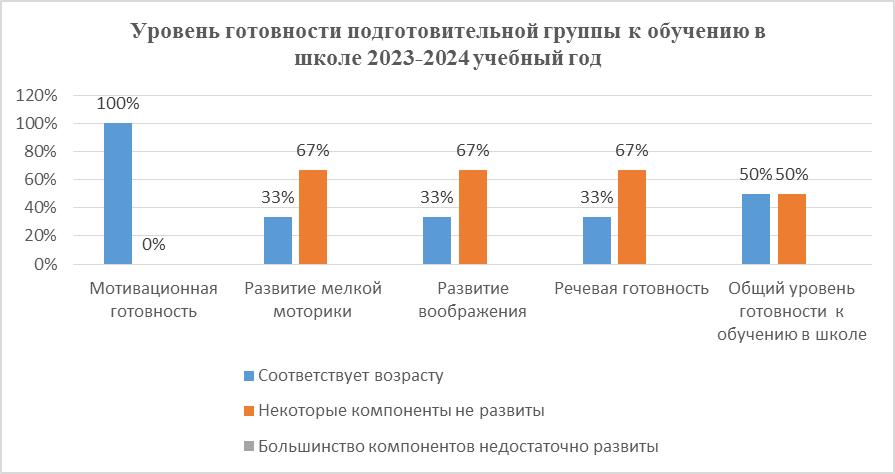 Уровень готовности подготовительной группы к обучению в
школе 2023-2024 учебный год
120%
100%
80%
60%
40%
20%
0%
100%
0%
33%
67%
33%
67%
33%
67%
50%
50%
Мотивационная
готовность
Развитие мелкой
моторики
Развитие
воображения
Речевая готовность
Общий уровень
готовности к
обучению в школе
Соответствует возрасту
Некоторые компоненты не развиты
Большинство компонентов недостаточно развиты